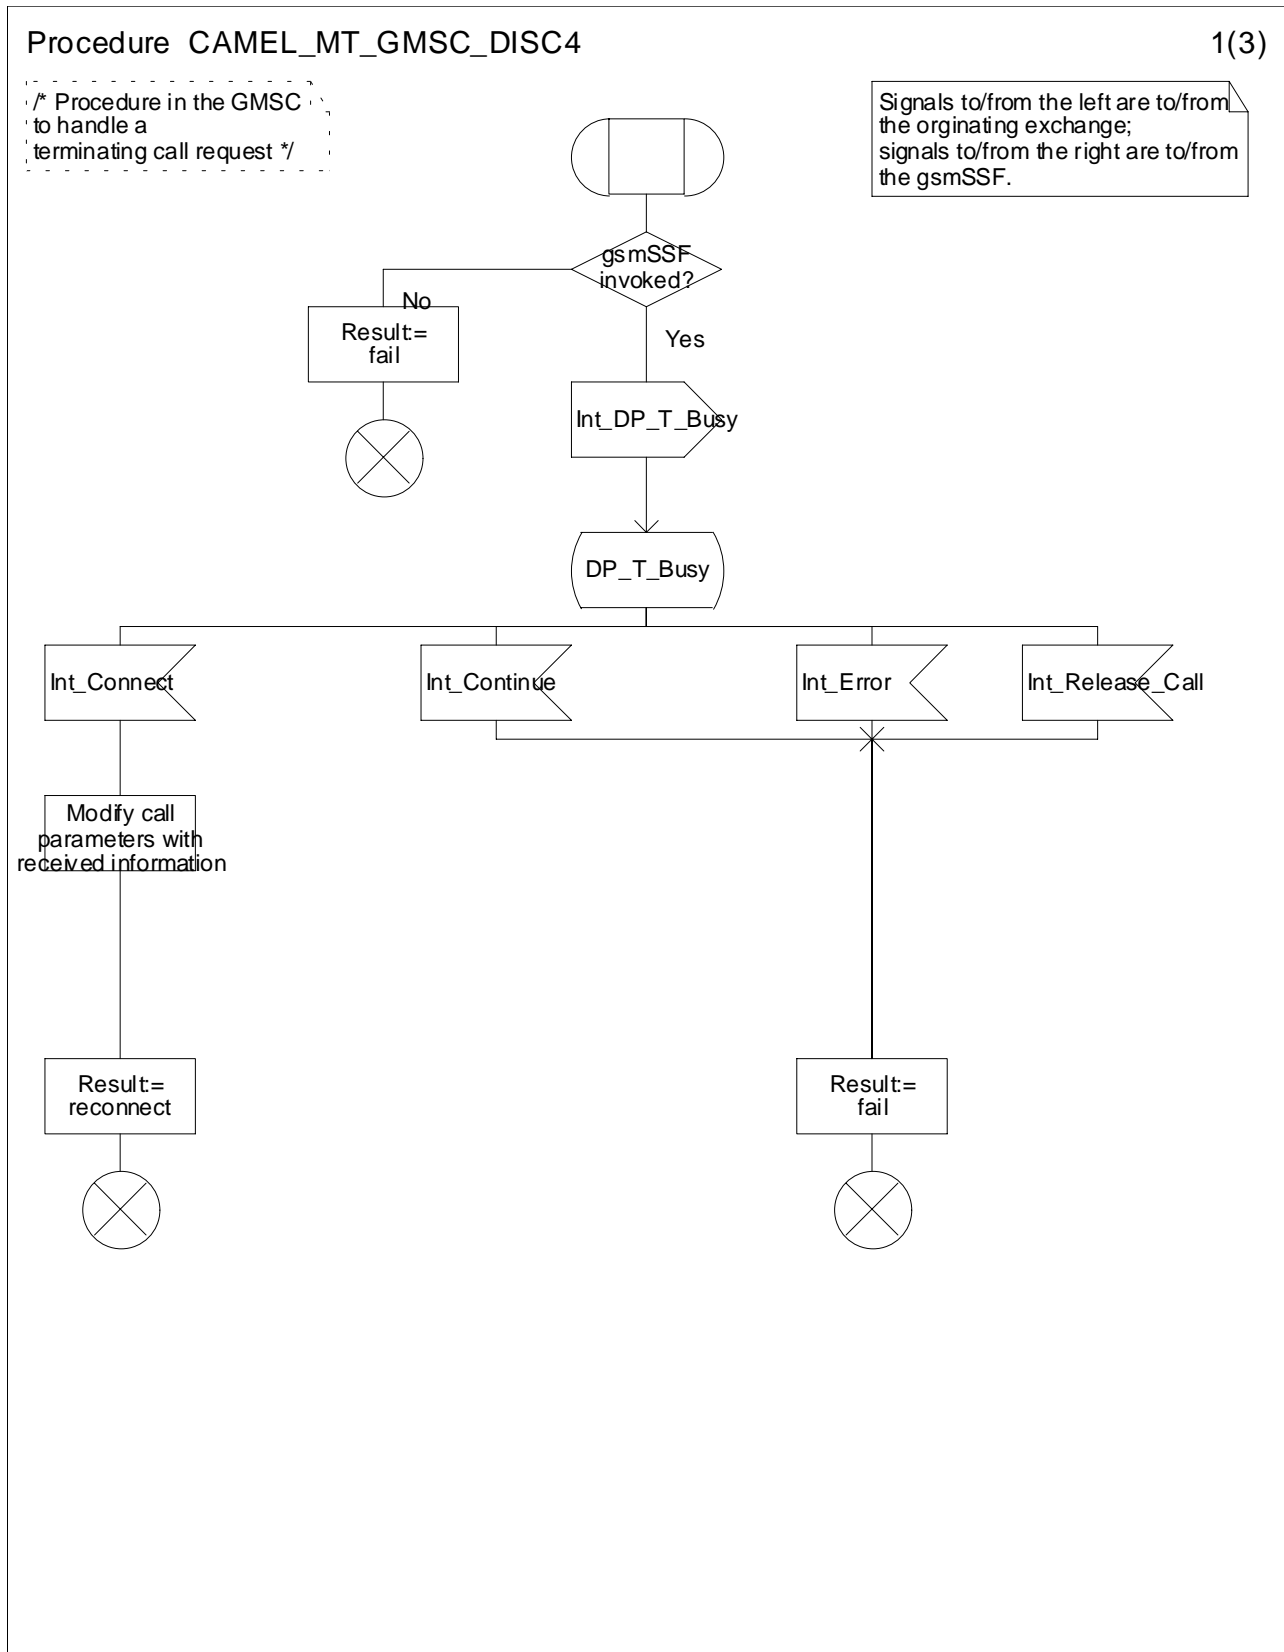 Procedure CAMEL_MT_GMSC_DISC4
1(3)
/* Procedure in the GMSC
to handle a
terminating call request */
Signals to/from the left are to/from
the orginating exchange;
signals to/from the right are to/from
the gsmSSF.
gsmSSF
invoked?
No
Result:=
fail
Yes
Int_DP_T_Busy
DP_T_Busy
Int_Connect
Int_Continue
Int_Error
Int_Release_Call
Modify call
parameters with
received information
Result:=
reconnect
Result:=
fail